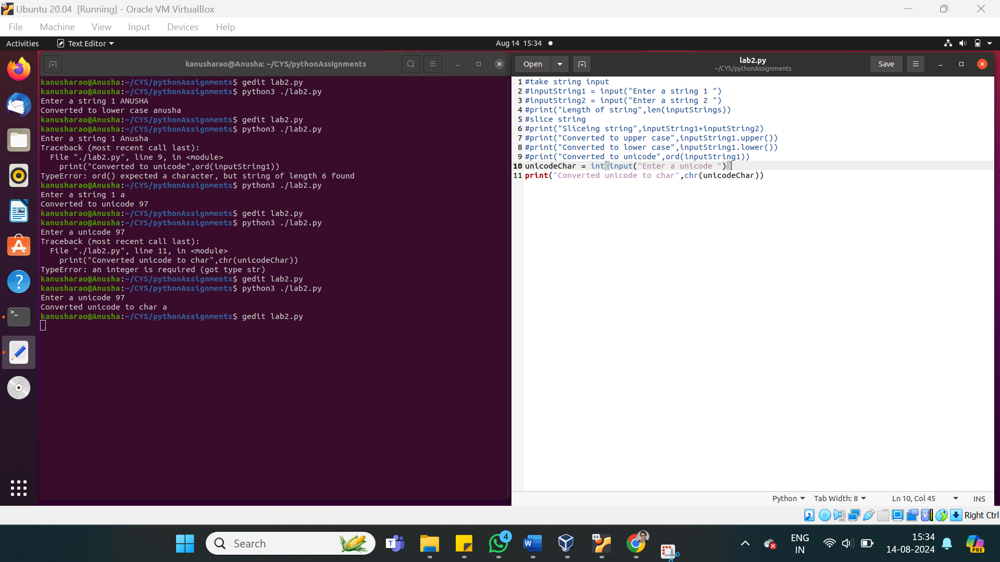 Ubuntu 20.04 [Running] - Oracle VM VirtualBox
File Machine View Input Devices Help
Activities Text Editor Aug 14 15:34
kanusharao@Anusha: ~/CYS/pythonAssignments
kanusharao@Anusha:~/CYS/pythonAssignments$ gedit lab2.py
kanusharao@Anusha:~/CYS/pythonAssignments$ python3 ./lab2.py
Enter a string 1 ANUSHA
Converted to lower case anusha
kanusharao@Anusha:~/CYS/pythonAssignments$ gedit lab2.py
kanusharao@Anusha:~/CYS/pythonAssignments$ python3 ./lab2.py
Enter a string 1 Anusha
Traceback (most recent call last):
  File "./lab2.py", line 9, in <module>
    print("Converted to unicode",ord(inputString1))
TypeError: ord() expected a character, but string of length 6 found
kanusharao@Anusha:~/CYS/pythonAssignments$ python3 ./lab2.py
Enter a string 1 a
Converted to unicode 97
kanusharao@Anusha:~/CYS/pythonAssignments$ gedit lab2.py
kanusharao@Anusha:~/CYS/pythonAssignments$ python3 ./lab2.py
Enter a unicode 97
Traceback (most recent call last):
  File "./lab2.py", line 11, in <module>
    print("Converted unicode to char",chr(unicodeChar))
TypeError: an integer is required (got type str)
kanusharao@Anusha:~/CYS/pythonAssignments$ gedit lab2.py
kanusharao@Anusha:~/CYS/pythonAssignments$ python3 ./lab2.py
Enter a unicode 97
Converted unicode to char a
kanusharao@Anusha:~/CYS/pythonAssignments$ gedit lab2.py
Open lab2.py Save
~/CYS/pythonAssignments
1 #take string input
2 #inputString1 = input("Enter a string 1 ")
3 #inputString2 = input("Enter a string 2 ")
4 #print("Length of string",len(inputStrings))
5 #slice string
6 #print("Sliceing string",inputString1+inputString2)
7 #print("Converted to upper case",inputString1.upper())
8 #print("Converted to lower case",inputString1.lower())
9 #print("Converted to unicode",ord(inputString1))
10 unicodeChar = int(input("Enter a unicode "))
11 print("Converted unicode to char",chr(unicodeChar))
Python Tab Width: 8 Ln 10, Col 45 INS
Right Ctrl
Search 4 64 ENG 15:34
IN 14-08-2024 PRE